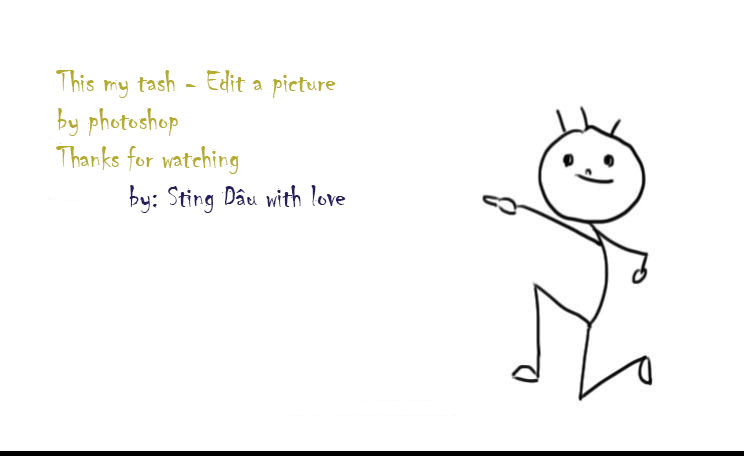 This my tash - Edit a picture
by photoshop
Thanks for watching
by: Sting Dâu with love